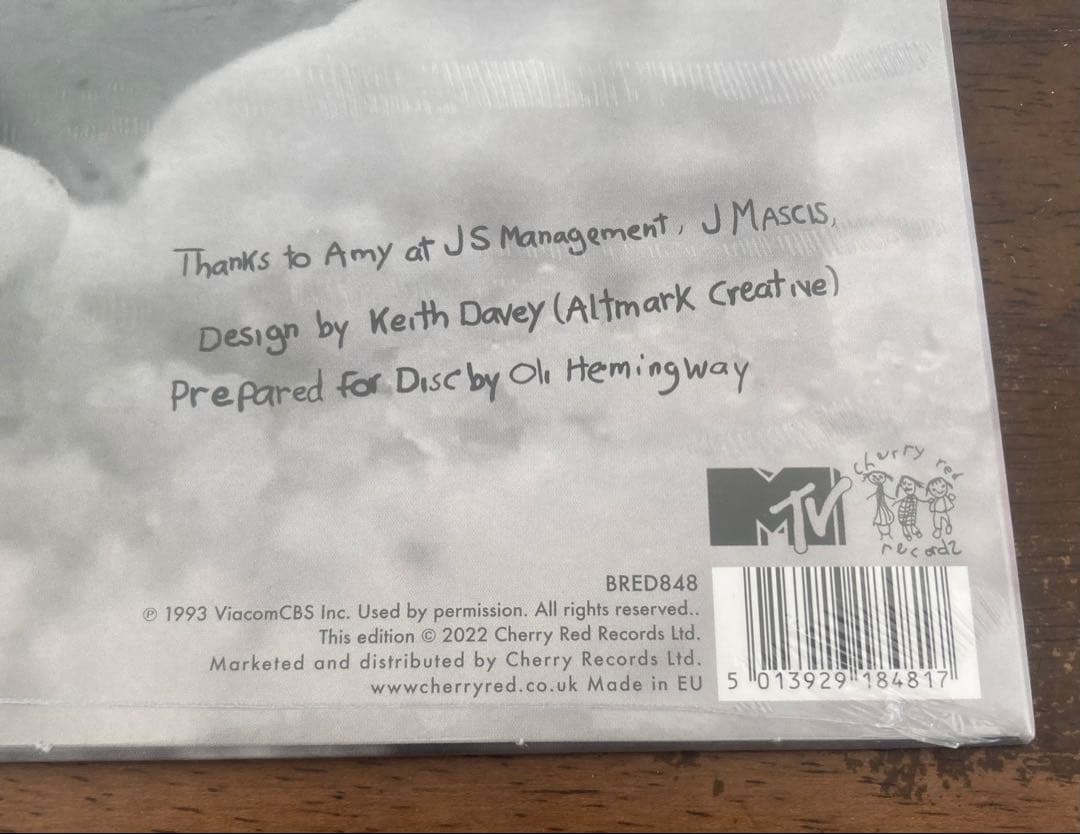 Thanks to Amy at JS Management, J MASCIS,
Design by Keith Davey (Altmark Creative)
Prepared for Disc by Oli Hemingway
MTV
cherry red
records
BRED848
℗ 1993 ViacomCBS Inc. Used by permission. All rights reserved..
This edition © 2022 Cherry Red Records Ltd.
Marketed and distributed by Cherry Records Ltd.
wwwcherryred.co.uk Made in EU
5 013929 184817